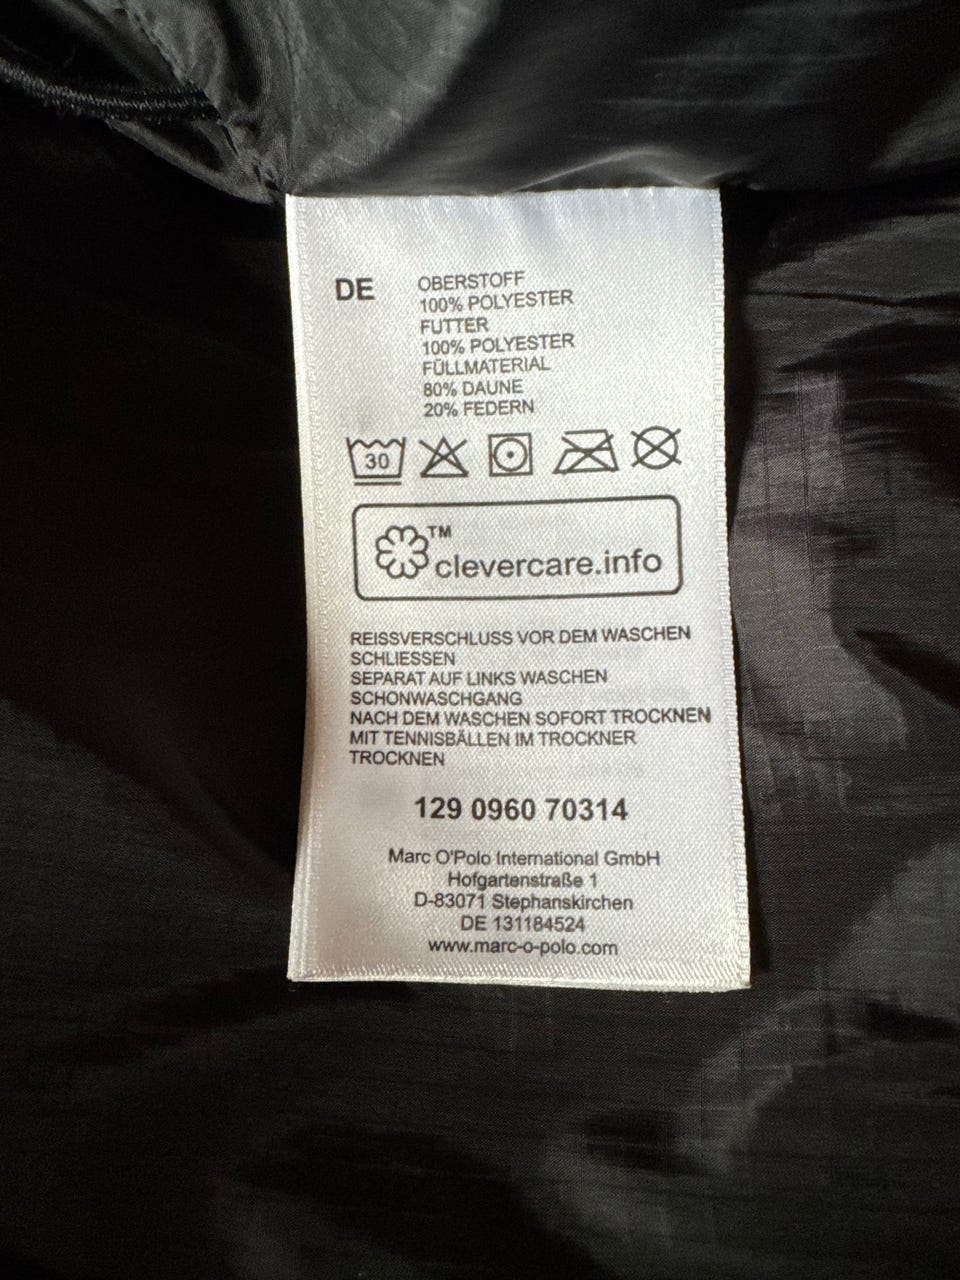 DE
OBERSTOFF
100% POLYESTER
FUTTER
100% POLYESTER
FÜLLMATERIAL
80% DAUNE
20% FEDERN
30
™
clevercare.info
REISSVERSCHLUSS VOR DEM WASCHEN
SCHLIESSEN
SEPARAT AUF LINKS WASCHEN
SCHONWASCHGANG
NACH DEM WASCHEN SOFORT TROCKNEN
MIT TENNISBÄLLEN IM TROCKNER
TROCKNEN
129 0960 70314
Marc O'Polo International GmbH
Hofgartenstraße 1
D-83071 Stephanskirchen
DE 131184524
www.marc-o-polo.com